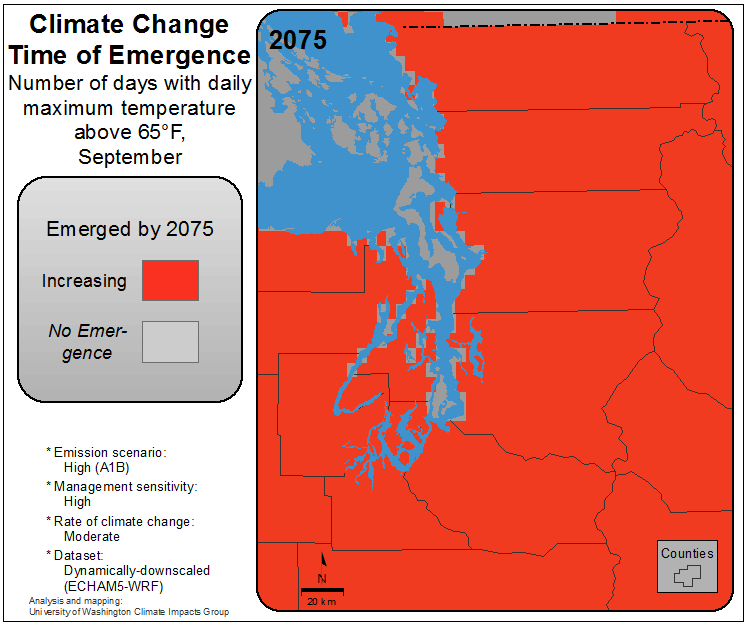 Climate Change
Time of Emergence
Number of days with daily
maximum temperature
above 65°F,
September
Emerged by 2075
Increasing
No Emer-
gence
* Emission scenario:
High (A1B)
* Management sensitivity:
High
* Rate of climate change:
Moderate
* Dataset:
Dynamically-downscaled
(ECHAM5-WRF)
Analysis and mapping:
University of Washington Climate Impacts Group
2075
N
20 km
Counties